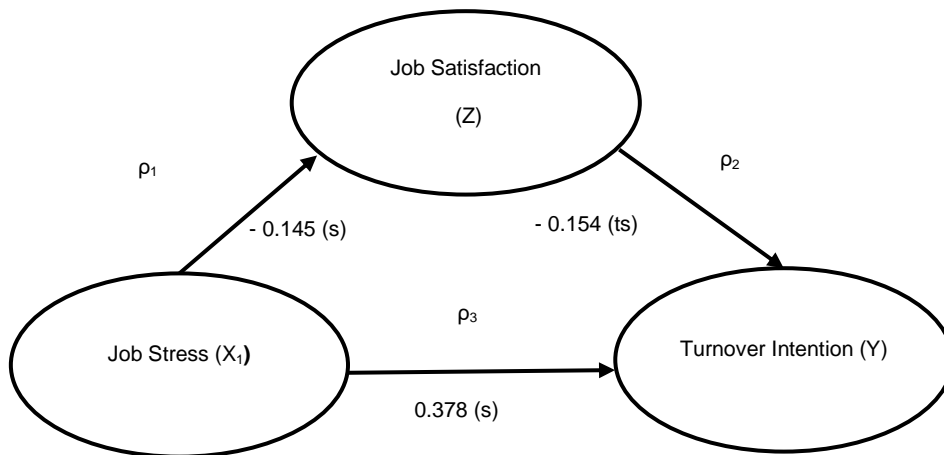 Job Satisfaction
(Z)
ρ₁
ρ₂
- 0.145 (s)
- 0.154 (ts)
ρ₃
Job Stress (X₁)
Turnover Intention (Y)
0.378 (s)